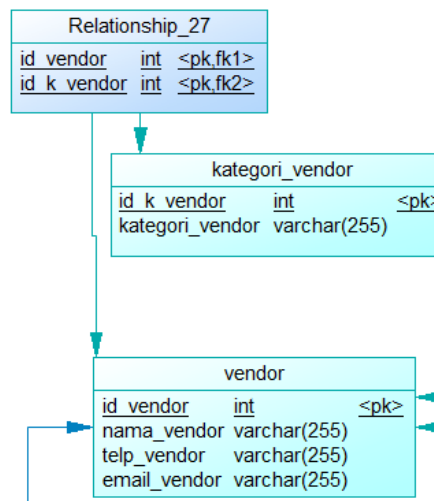 Relationship_27
id_vendor int <pk,fk1>
id_k_vendor int <pk,fk2>
kategori_vendor
id_k_vendor int <pk>
kategori_vendor varchar(255)
vendor
id_vendor int <pk>
nama_vendor varchar(255)
telp_vendor varchar(255)
email_vendor varchar(255)